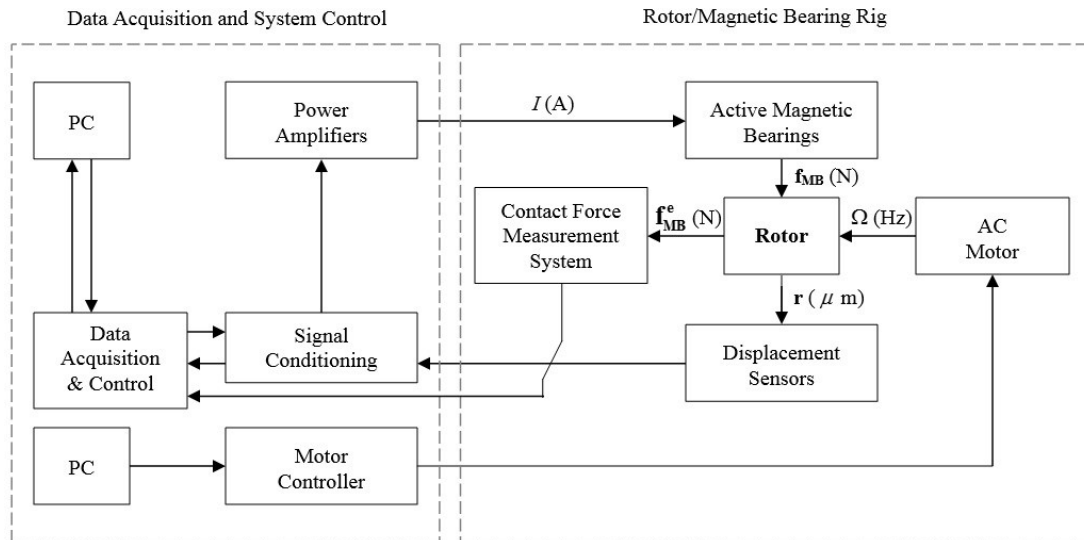 Data Acquisition and System Control
Rotor/Magnetic Bearing Rig
PC
Power
Amplifiers
I (A)
Active Magnetic
Bearings
f_MB (N)
Contact Force
Measurement
System
f^e_MB (N)
Rotor
Ω (Hz)
AC
Motor
r ( μ m)
Data
Acquisition
& Control
Signal
Conditioning
Displacement
Sensors
PC
Motor
Controller